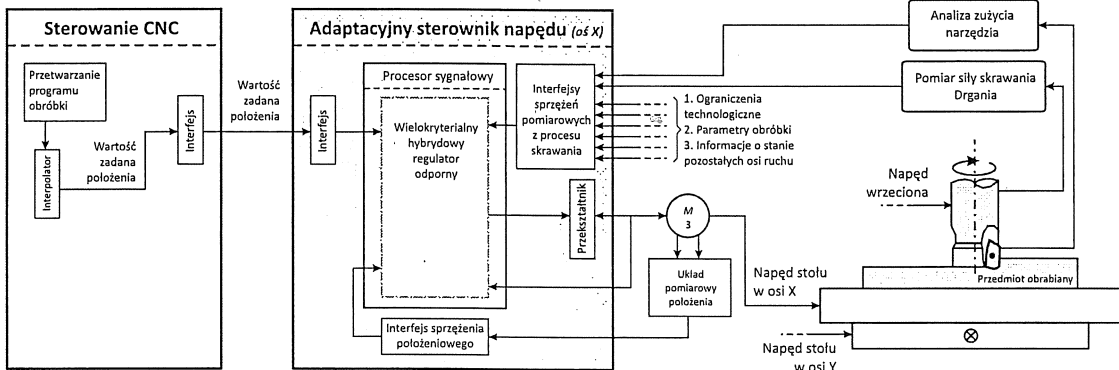 Sterowanie CNC
Przetwarzanie
programu
obróbki
Interpolator
Wartość
zadana
położenia
Interfejs
Wartość
zadana
położenia
Adaptacyjny sterownik napędu (oś X)
Interfejs
Procesor sygnałowy
Wielokryterialny
hybrydowy
regulator
odporny
Interfejsy
sprzężeń
pomiarowych
z procesu
skrawania
Przekształtnik
Interfejs sprzężenia
położeniowego
1. Ograniczenia
technologiczne
2. Parametry obróbki
3. Informacje o stanie
pozostałych osi ruchu
M
3
Układ
pomiarowy
położenia
Analiza zużycia
narzędzia
Pomiar siły skrawania
Drgania
Napęd
wrzeciona
Przedmiot obrabiany
Napęd stołu
w osi X
Napęd stołu
w osi Y